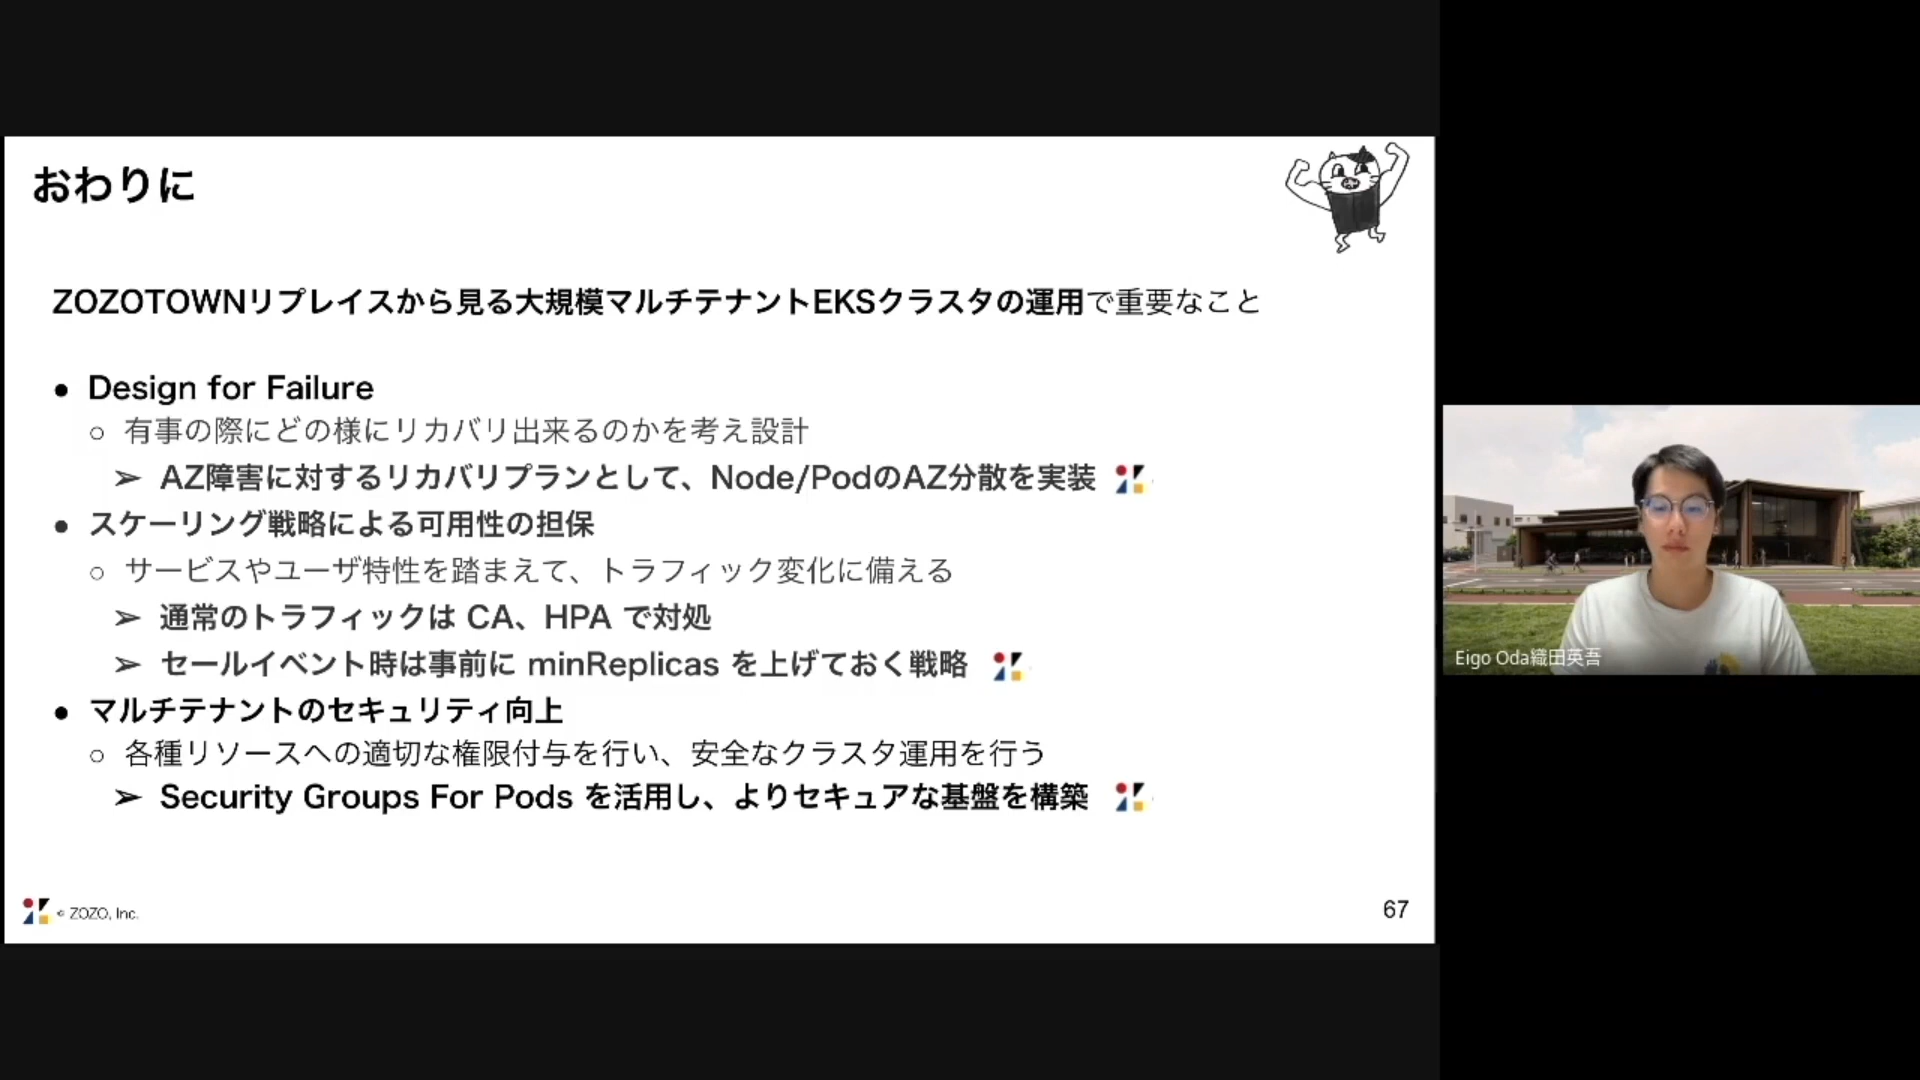 おわりに
ZOZOTOWNリプレイスから見る大規模マルチテナントEKSクラスタの運用で重要なこと
● Design for Failure
○ 有事の際にどの様にリカバリ出来るのかを考え設計
➢ AZ障害に対するリカバリプランとして、Node/PodのAZ分散を実装
● スケーリング戦略による可用性の担保
○ サービスやユーザ特性を踏まえて、トラフィック変化に備える
➢ 通常のトラフィックは CA、HPA で対処
➢ セールイベント時は事前に minReplicas を上げておく戦略
● マルチテナントのセキュリティ向上
○ 各種リソースへの適切な権限付与を行い、安全なクラスタ運用を行う
➢ Security Groups For Pods を活用し、よりセキュアな基盤を構築
© ZOZO, Inc.
67
Eigo Oda織田英吾